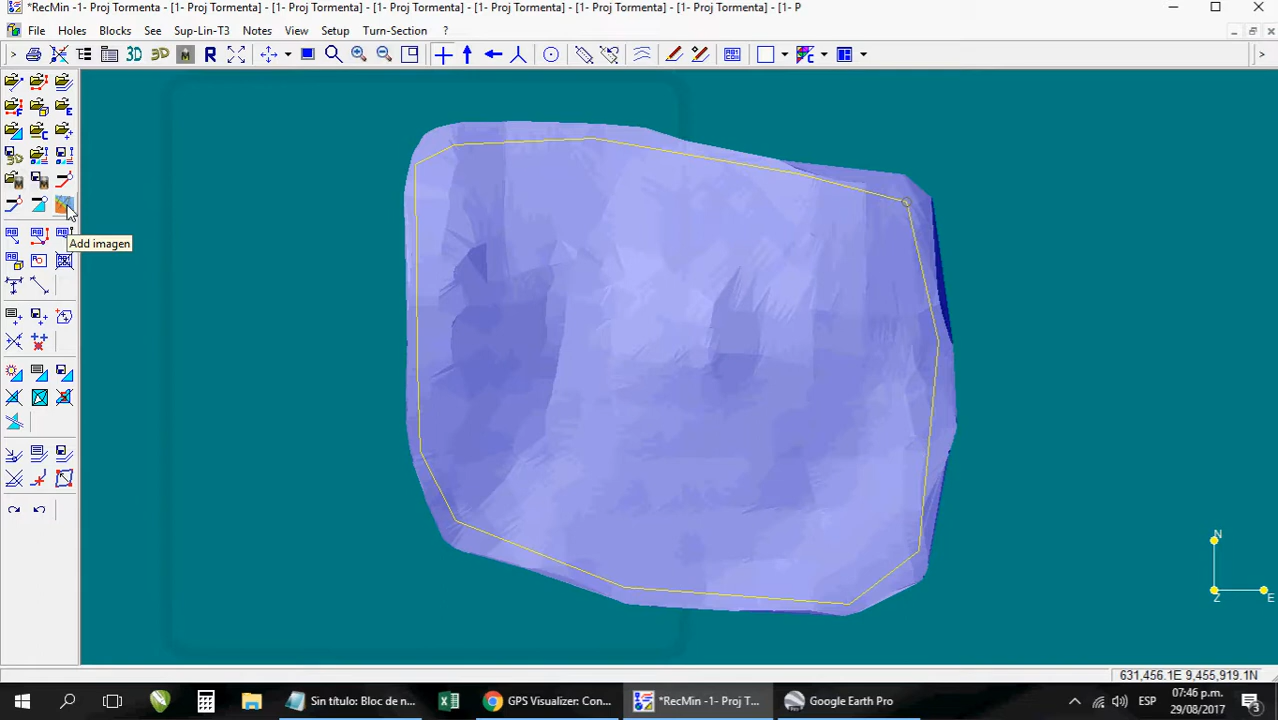 *RecMin -1- Proj Tormenta - [1- Proj Tormenta - [1- Proj Tormenta - [1- Proj Tormenta - [1- Proj Tormenta - [1- Proj Tormenta - [1- P
File Holes Blocks See Sup-Lin-T3 Notes View Setup Turn-Section ?
3D 3D M R
Add imagen
N
Z E
631,456.1E 9,455,919.1N
Sin título: Bloc de n... GPS Visualizer: Con... *RecMin -1- Proj T... Google Earth Pro
ESP
07:46 p.m.
29/08/2017
3